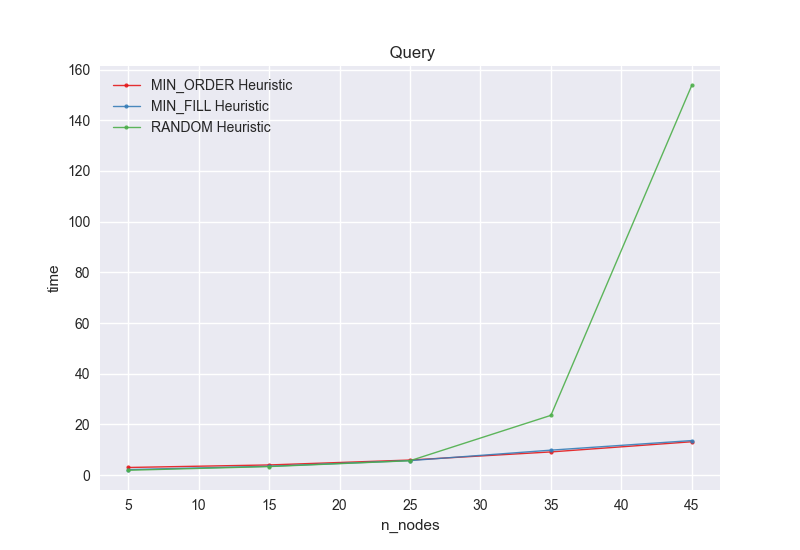 Query
MIN_ORDER Heuristic
MIN_FILL Heuristic
RANDOM Heuristic
160
140
120
100
80
60
40
20
0
time
5 10 15 20 25 30 35 40 45
n_nodes